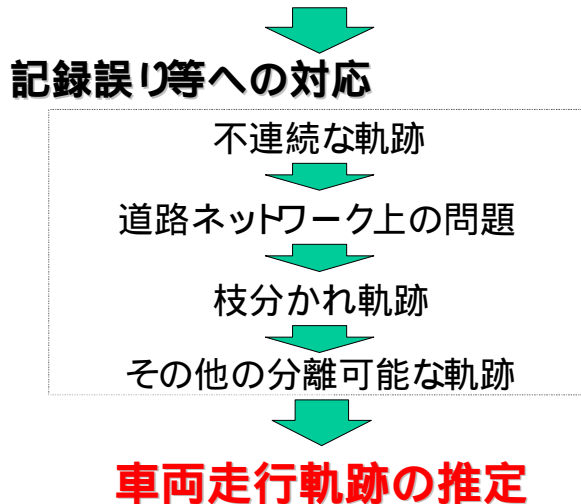 記録誤り等への対応
不連続な軌跡
道路ネットワーク上の問題
枝分かれ軌跡
その他の分離可能な軌跡
車両走行軌跡の推定